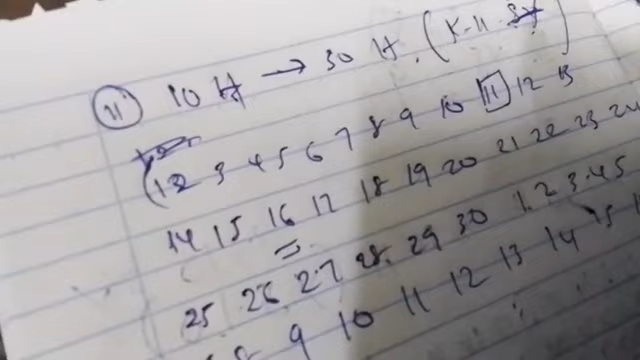 (11) 10 H → 30 H. (K-11
(1 2 3 4 5 6 7 8 9 10 11 12 13
14 15 16 17 18 19 20 21 22 23 24
25 26 27 28 29 30 1 2 3 4 5
8 9 10 11 12 13 14 15